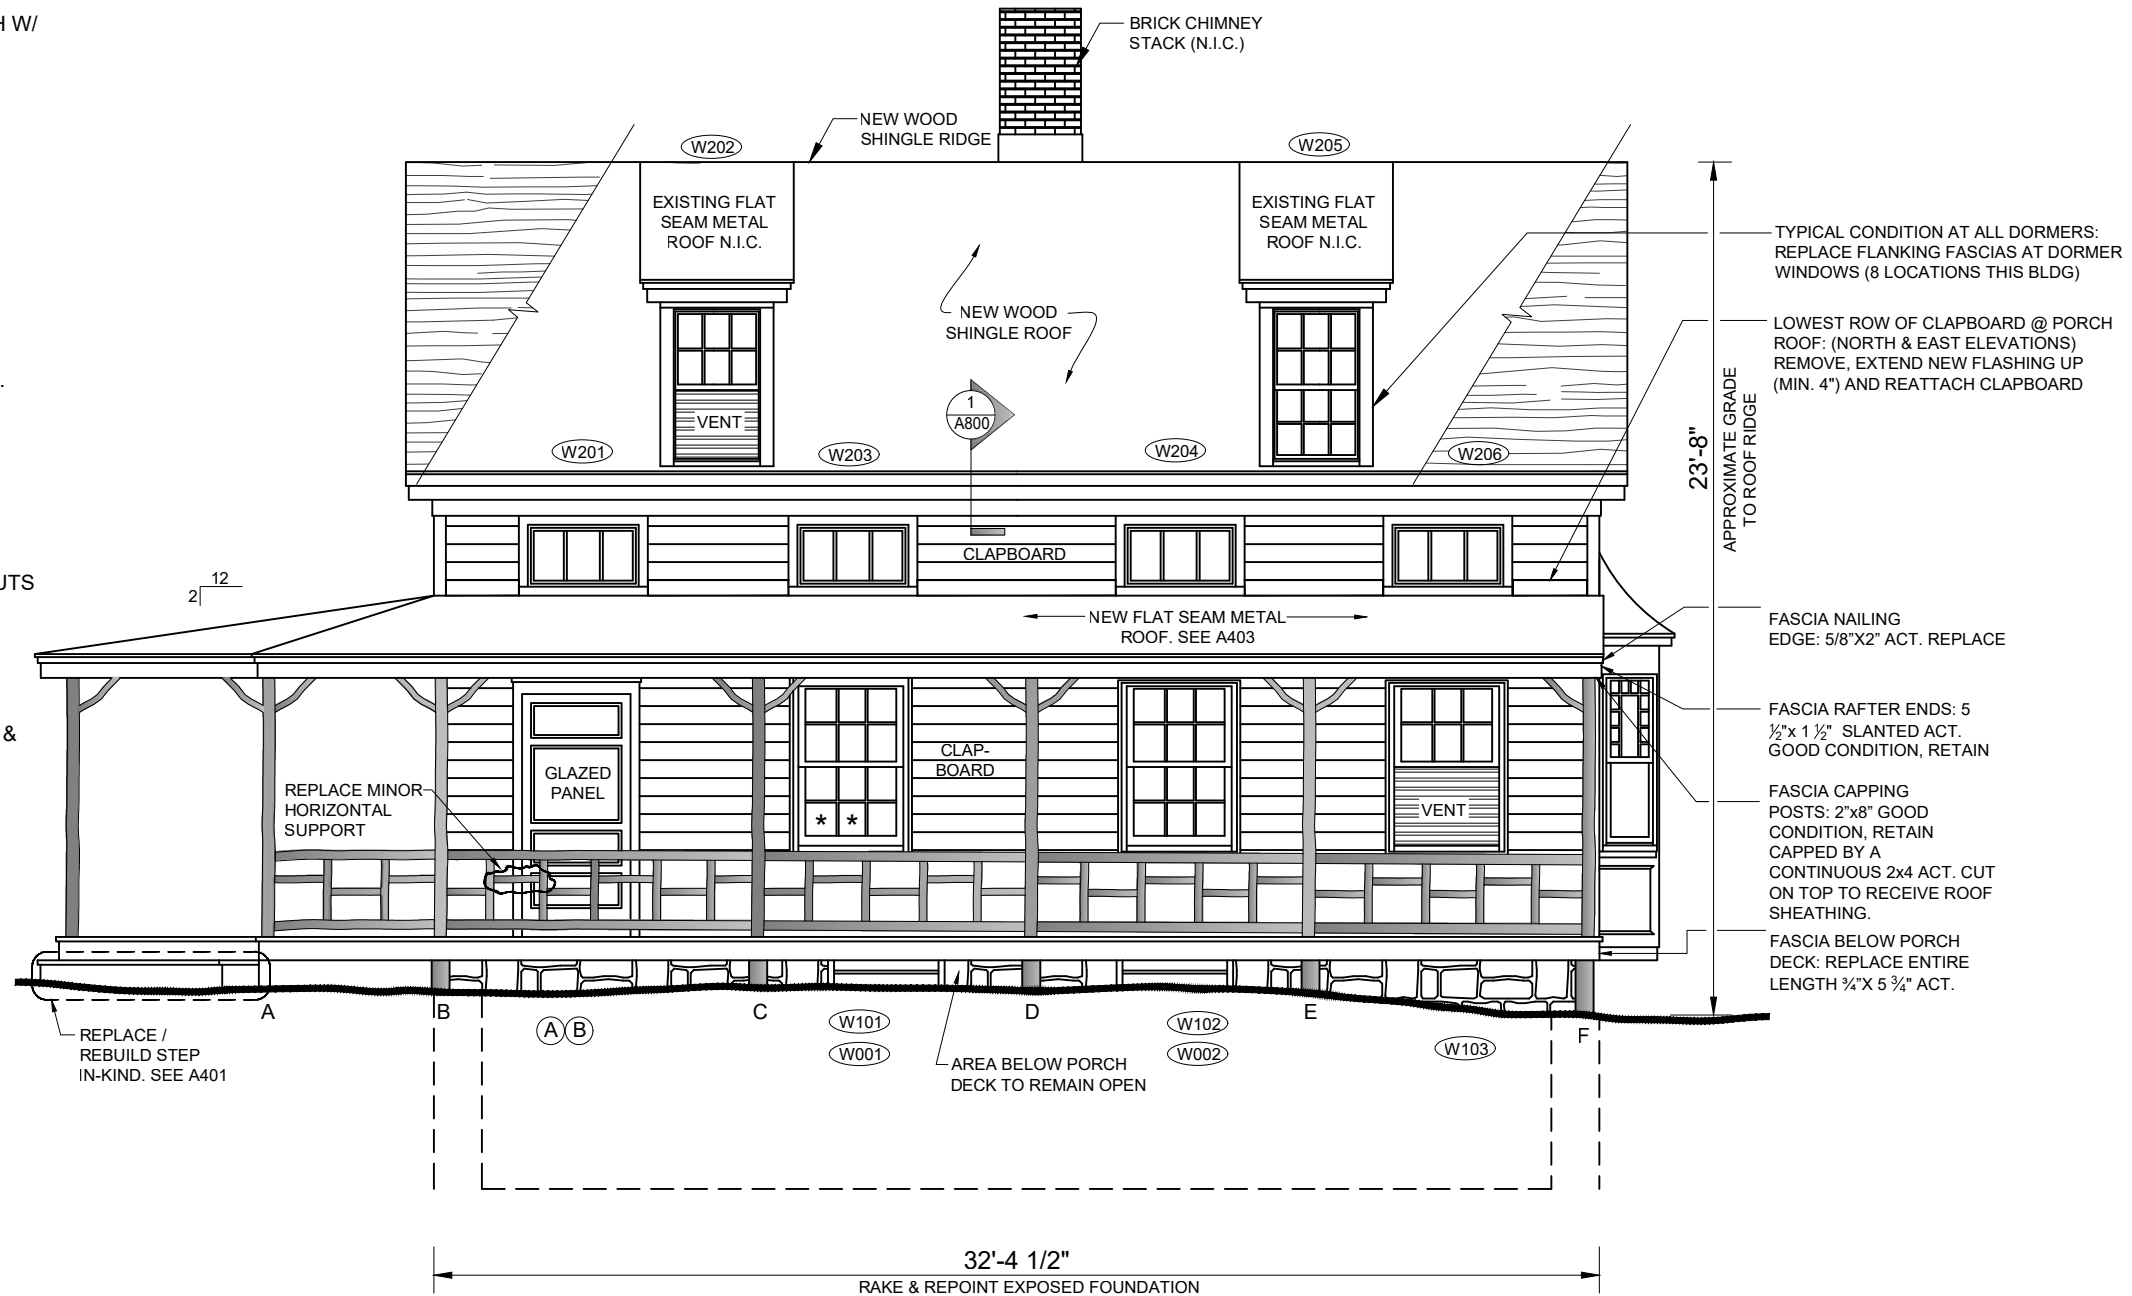 H W/
BRICK CHIMNEY
STACK (N.I.C.)
NEW WOOD
SHINGLE RIDGE
W202
W205
EXISTING FLAT
SEAM METAL
ROOF N.I.C.
EXISTING FLAT
SEAM METAL
ROOF N.I.C.
TYPICAL CONDITION AT ALL DORMERS:
REPLACE FLANKING FASCIAS AT DORMER
WINDOWS (8 LOCATIONS THIS BLDG)
NEW WOOD
SHINGLE ROOF
LOWEST ROW OF CLAPBOARD @ PORCH
ROOF: (NORTH & EAST ELEVATIONS)
REMOVE, EXTEND NEW FLASHING UP
(MIN. 4") AND REATTACH CLAPBOARD
.
1
A800
VENT
W201
W203
W204
W206
23'-8"
APPROXIMATE GRADE
TO ROOF RIDGE
CLAPBOARD
UTS
12
2
NEW FLAT SEAM METAL
ROOF. SEE A403
FASCIA NAILING
EDGE: 5/8"X2" ACT. REPLACE
&
FASCIA RAFTER ENDS: 5
½"x 1 ½" SLANTED ACT.
GOOD CONDITION, RETAIN
CLAP-
BOARD
GLAZED
PANEL
REPLACE MINOR
HORIZONTAL
SUPPORT
* *
VENT
FASCIA CAPPING
POSTS: 2"x8" GOOD
CONDITION, RETAIN
CAPPED BY A
CONTINUOUS 2x4 ACT. CUT
ON TOP TO RECEIVE ROOF
SHEATHING.
FASCIA BELOW PORCH
DECK: REPLACE ENTIRE
LENGTH ¾"X 5 ¾" ACT.
A
B
C
D
E
F
A B
W101
W001
W102
W002
W103
REPLACE /
REBUILD STEP
IN-KIND. SEE A401
AREA BELOW PORCH
DECK TO REMAIN OPEN
32'-4 1/2"
RAKE & REPOINT EXPOSED FOUNDATION